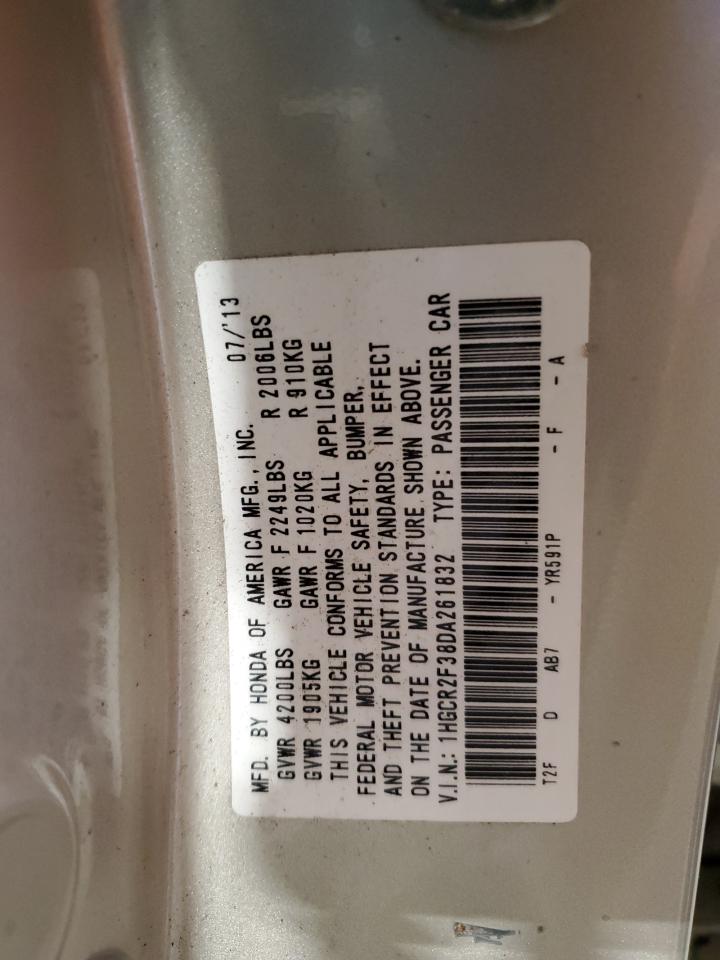 MFD. BY HONDA OF AMERICA MFG., INC. 07/'13
GVWR 4200LBS GAWR F 2249LBS R 2006LBS
GVWR 1905KG GAWR F 1020KG R 910KG
THIS VEHICLE CONFORMS TO ALL APPLICABLE
FEDERAL MOTOR VEHICLE SAFETY, BUMPER,
AND THEFT PREVENTION STANDARDS IN EFFECT
ON THE DATE OF MANUFACTURE SHOWN ABOVE.
V.I.N.: 1HGCR2F38DA261832 TYPE: PASSENGER CAR
T2F D AB7 - YR591P - F - A